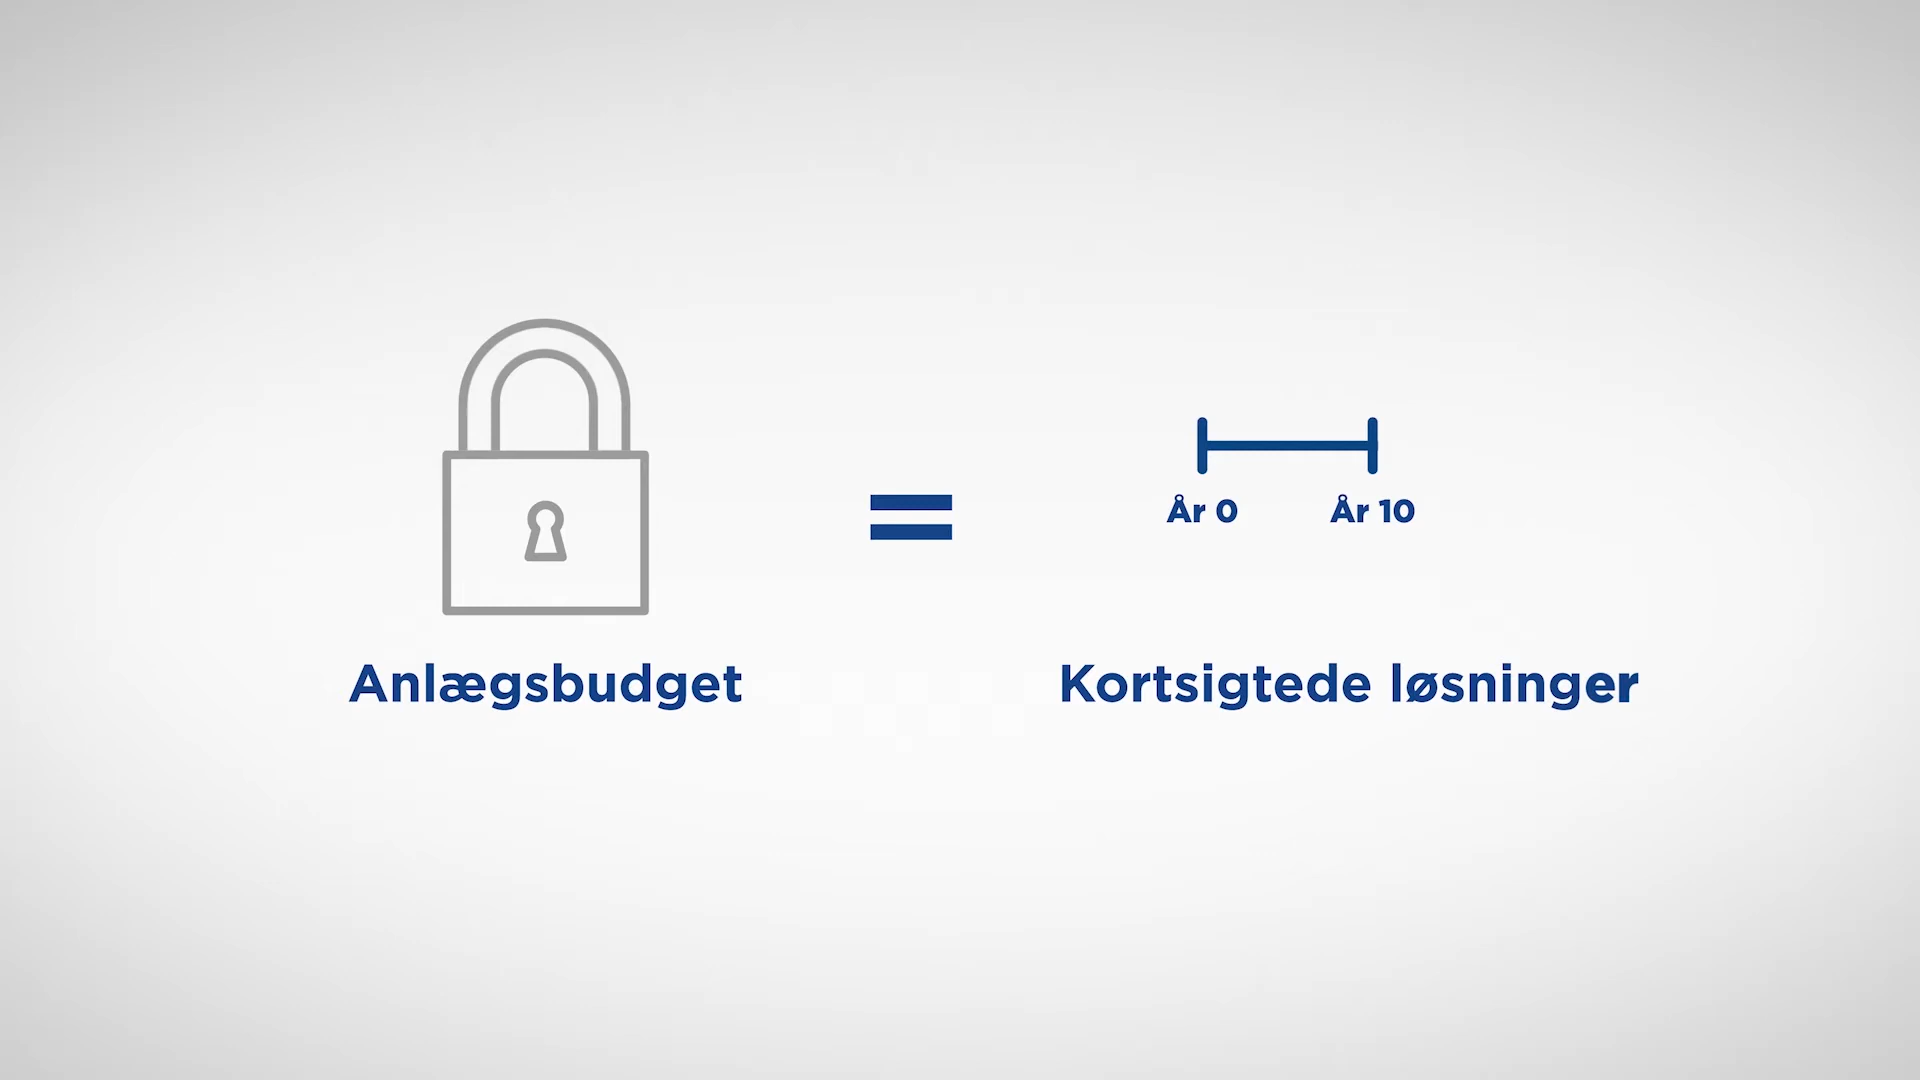 År 0
År 10
Anlægsbudget
=
Kortsigtede løsninger